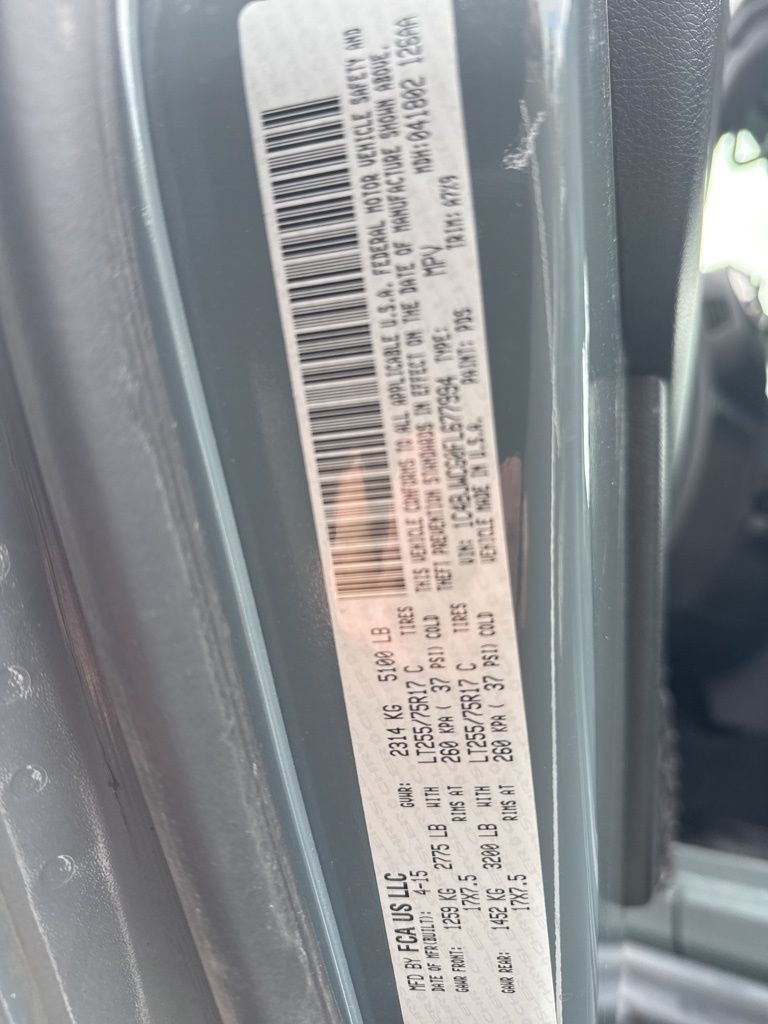 MFD BY FCA US LLC
DATE OF MFR(BUILT): 4-15 GVWR: 2314 KG 5100 LB
GAWR FRONT: 1259 KG 2775 LB WITH LT255/75R17 C TIRES
17X7.5 RIMS AT 260 KPA ( 37 PSI) COLD
GAWR REAR: 1452 KG 3200 LB WITH LT255/75R17 C TIRES
17X7.5 RIMS AT 260 KPA ( 37 PSI) COLD
THIS VEHICLE CONFORMS TO ALL APPLICABLE U.S.A. FEDERAL MOTOR VEHICLE SAFETY AND
THEFT PREVENTION STANDARDS IN EFFECT ON THE DATE OF MANUFACTURE SHOWN ABOVE.
VIN: TYPE: MPV MDH: 041802 126AA
VEHICLE MADE IN U.S.A. PAINT: PDS TRIM: A7X9